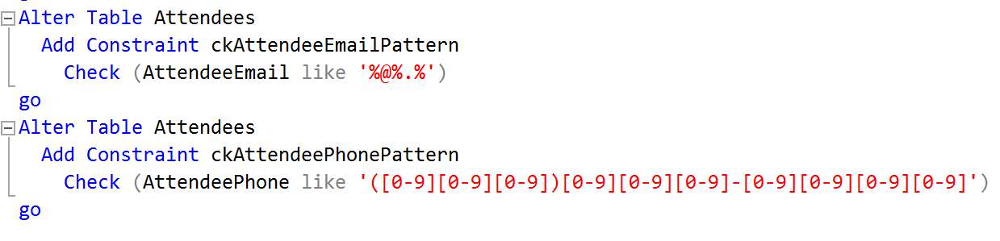 Alter Table Attendees
Add Constraint ckAttendeeEmailPattern
Check (AttendeeEmail like '%@%.%')
go
Alter Table Attendees
Add Constraint ckAttendeePhonePattern
Check (AttendeePhone like '([0-9][0-9][0-9])[0-9][0-9][0-9]-[0-9][0-9][0-9][0-9]')
go